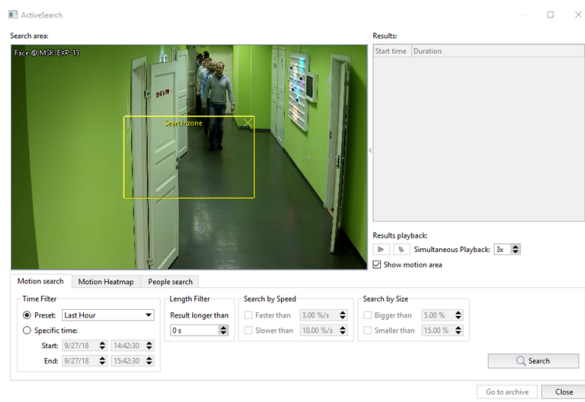 ActiveSearch
Search area:
Results:
Face @ MSK-EXP-13
Search zone
Start time Duration
Results playback:
Simultaneous Playback: 3x
Show motion area
Motion search Motion Heatmap People search
Time Filter
Preset: Last Hour
Specific time:
Start: 9/27/18 14:42:30
End: 9/27/18 15:42:30
Length Filter
Result longer than
0 s
Search by Speed
Faster than 3.00 %/s
Slower than 10.00 %/s
Search by Size
Bigger than 5.00 %
Smaller than 15.00 %
Search
Go to archive Close